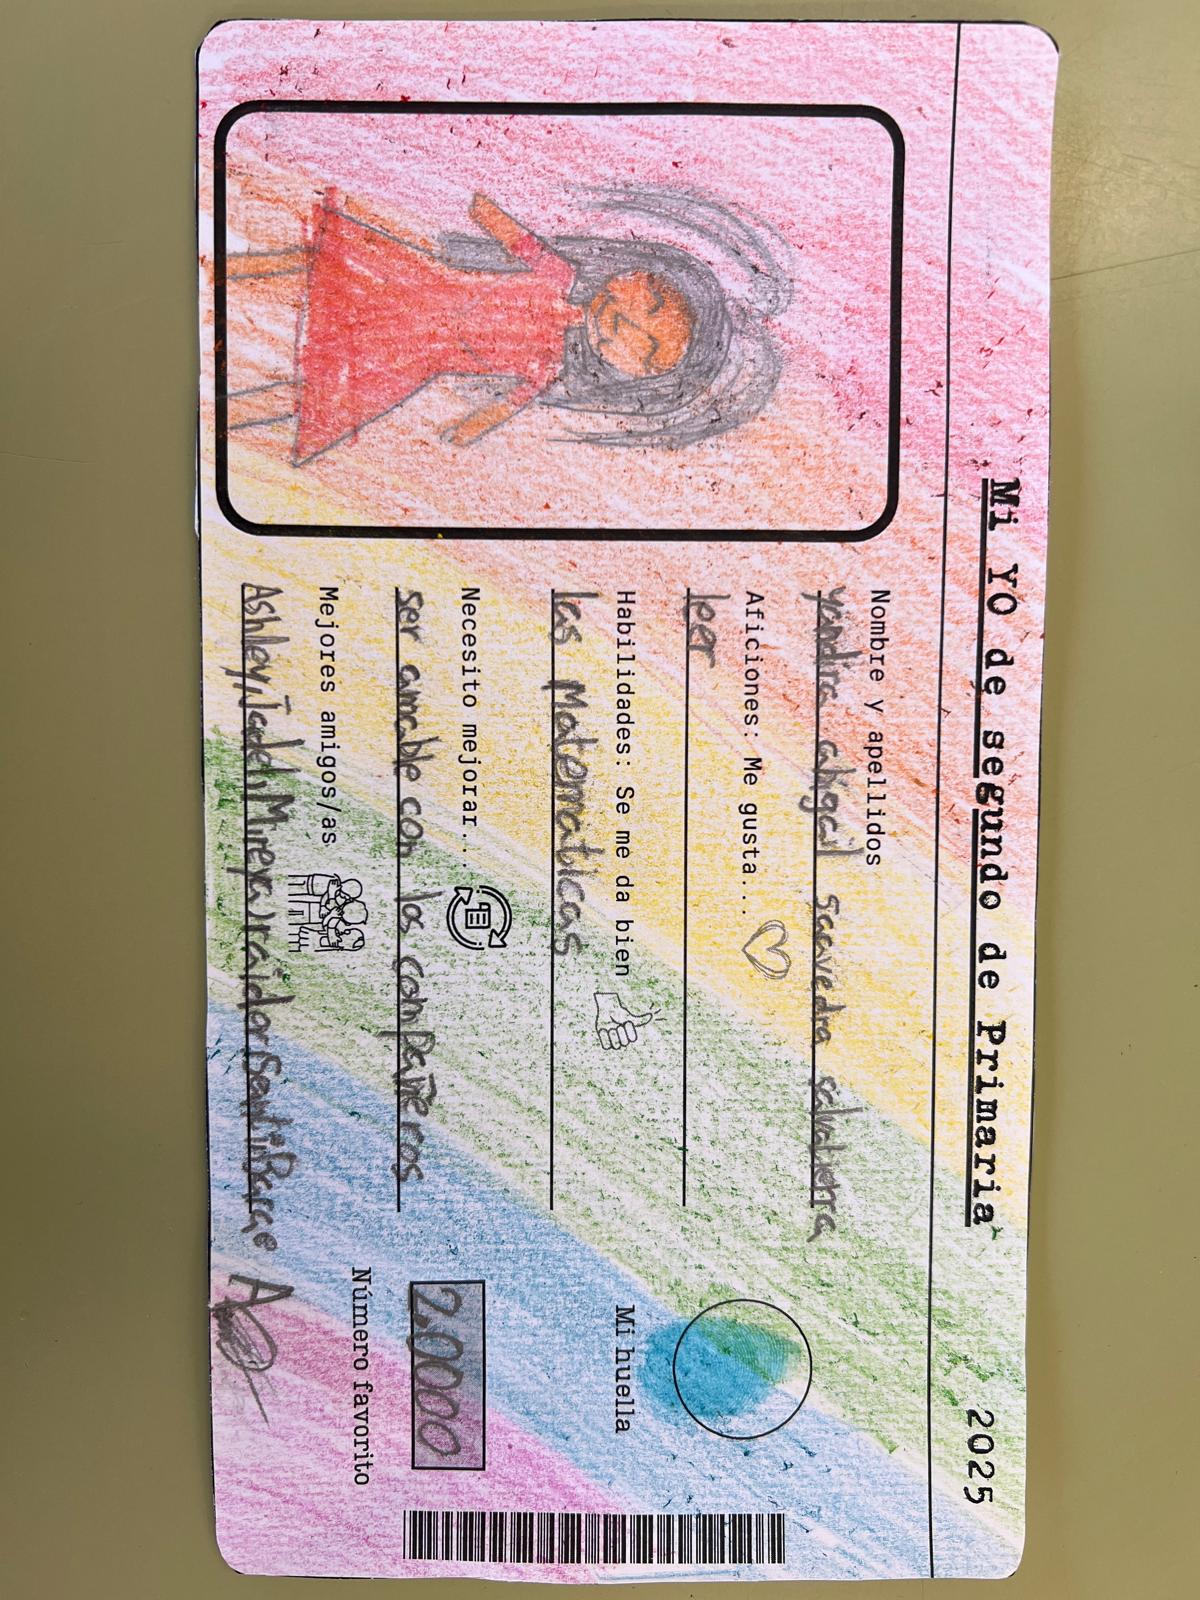 Mi YO de segundo de Primaria 2025
Nombre y apellidos
yandira abigail saavedra salvatierra
Aficiones: Me gusta...
leer
Habilidades: Se me da bien
las Matematicas
Mi huella
Necesito mejorar...
ser amable con los compañeros
2.0000
Número favorito
Mejores amigos/as
Ashley, Jadel, Mireya, raider, Santi